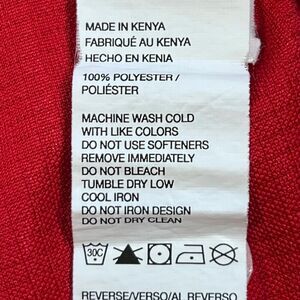 MADE IN KENYA
FABRIQUÉ AU KENYA
HECHO EN KENIA
100% POLYESTER /
POLIÉSTER
MACHINE WASH COLD
WITH LIKE COLORS
DO NOT USE SOFTENERS
REMOVE IMMEDIATELY
DO NOT BLEACH
TUMBLE DRY LOW
COOL IRON
DO NOT IRON DESIGN
DO NOT DRY CLEAN
30C
REVERSE/VERSO/AL REVERSO